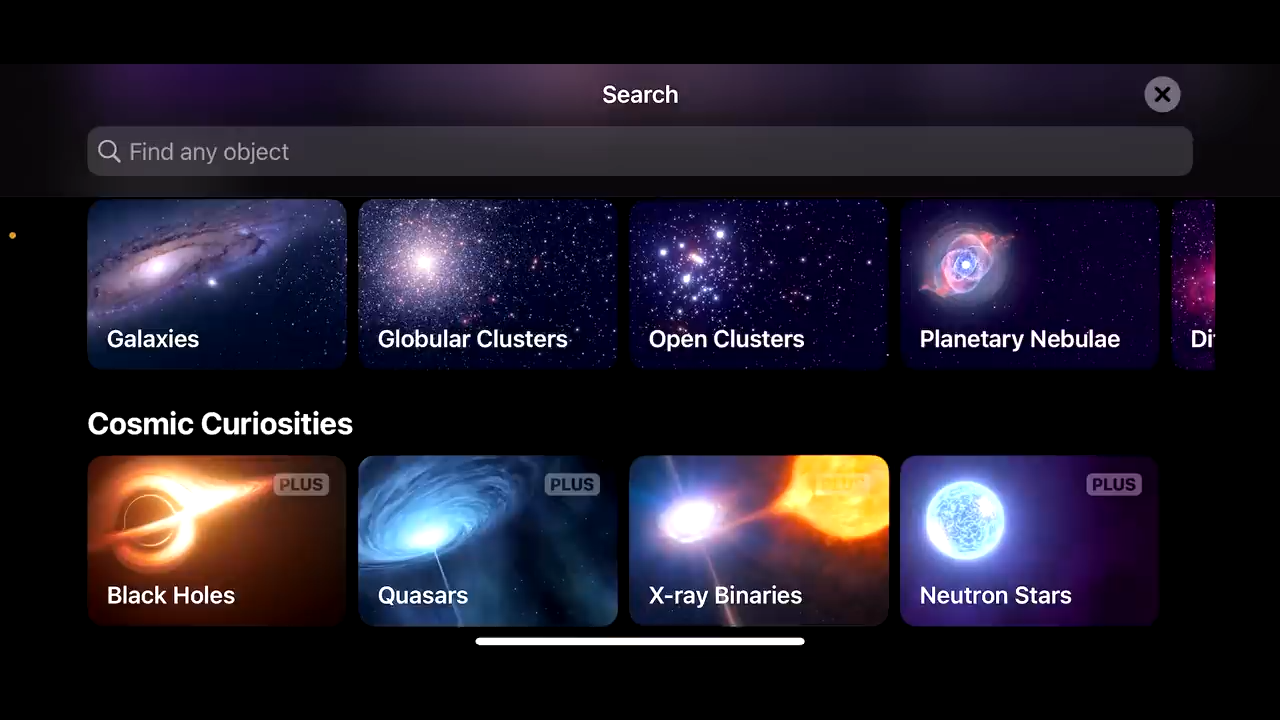 Search
Find any object
Galaxies
Globular Clusters
Open Clusters
Planetary Nebulae
Cosmic Curiosities
PLUS
PLUS
PLUS
PLUS
Black Holes
Quasars
X-ray Binaries
Neutron Stars